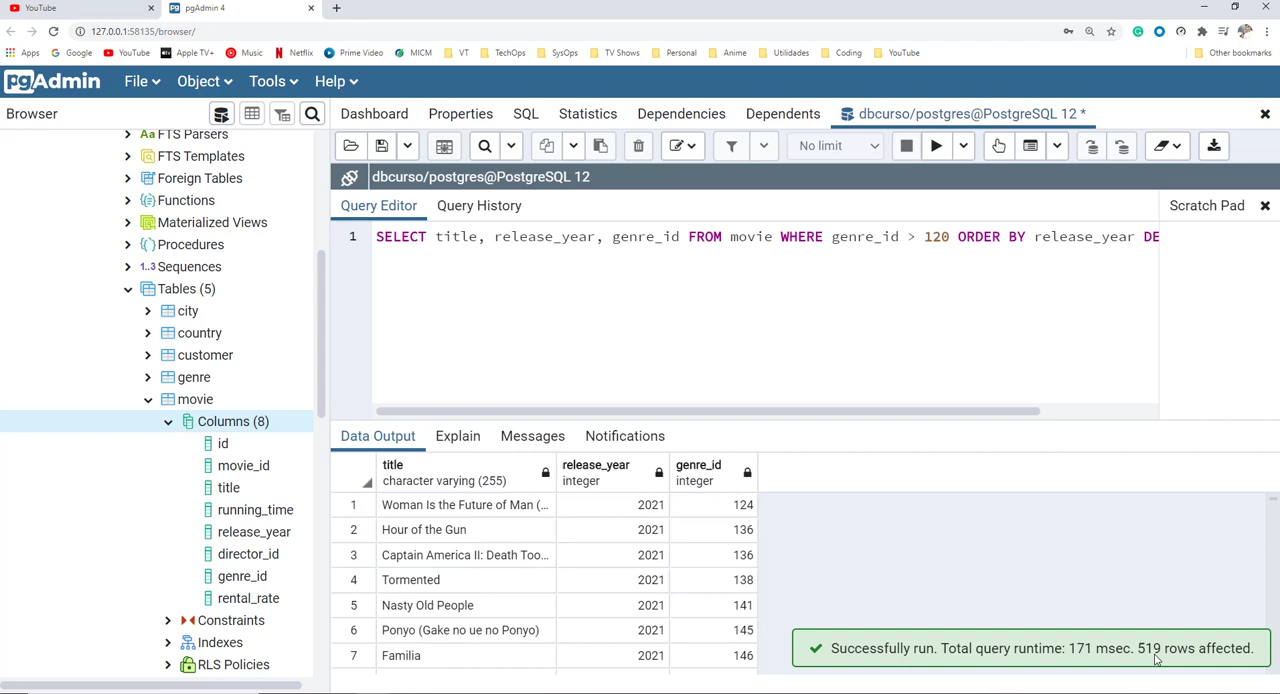 YouTube
pgAdmin 4
127.0.0.1:58135/browser/
Apps Google YouTube Apple TV+ Music Netflix Prime Video MICM VT TechOps SysOps TV Shows Personal Anime Utilidades Coding YouTube Other bookmarks
pgAdmin File Object Tools Help
Browser
Dashboard Properties SQL Statistics Dependencies Dependents dbcurso/postgres@PostgreSQL 12 *
FTS Parsers
FTS Templates
Foreign Tables
Functions
Materialized Views
Procedures
1..3 Sequences
Tables (5)
city
country
customer
genre
movie
Columns (8)
id
movie_id
title
running_time
release_year
director_id
genre_id
rental_rate
Constraints
Indexes
RLS Policies
No limit
dbcurso/postgres@PostgreSQL 12
Query Editor Query History
Scratch Pad
1 SELECT title, release_year, genre_id FROM movie WHERE genre_id > 120 ORDER BY release_year DE
Data Output Explain Messages Notifications
title release_year genre_id
character varying (255) integer integer
1 Woman Is the Future of Man (... 2021 124
2 Hour of the Gun 2021 136
3 Captain America II: Death Too... 2021 136
4 Tormented 2021 138
5 Nasty Old People 2021 141
6 Ponyo (Gake no ue no Ponyo) 2021 145
7 Familia 2021 146
Successfully run. Total query runtime: 171 msec. 519 rows affected.